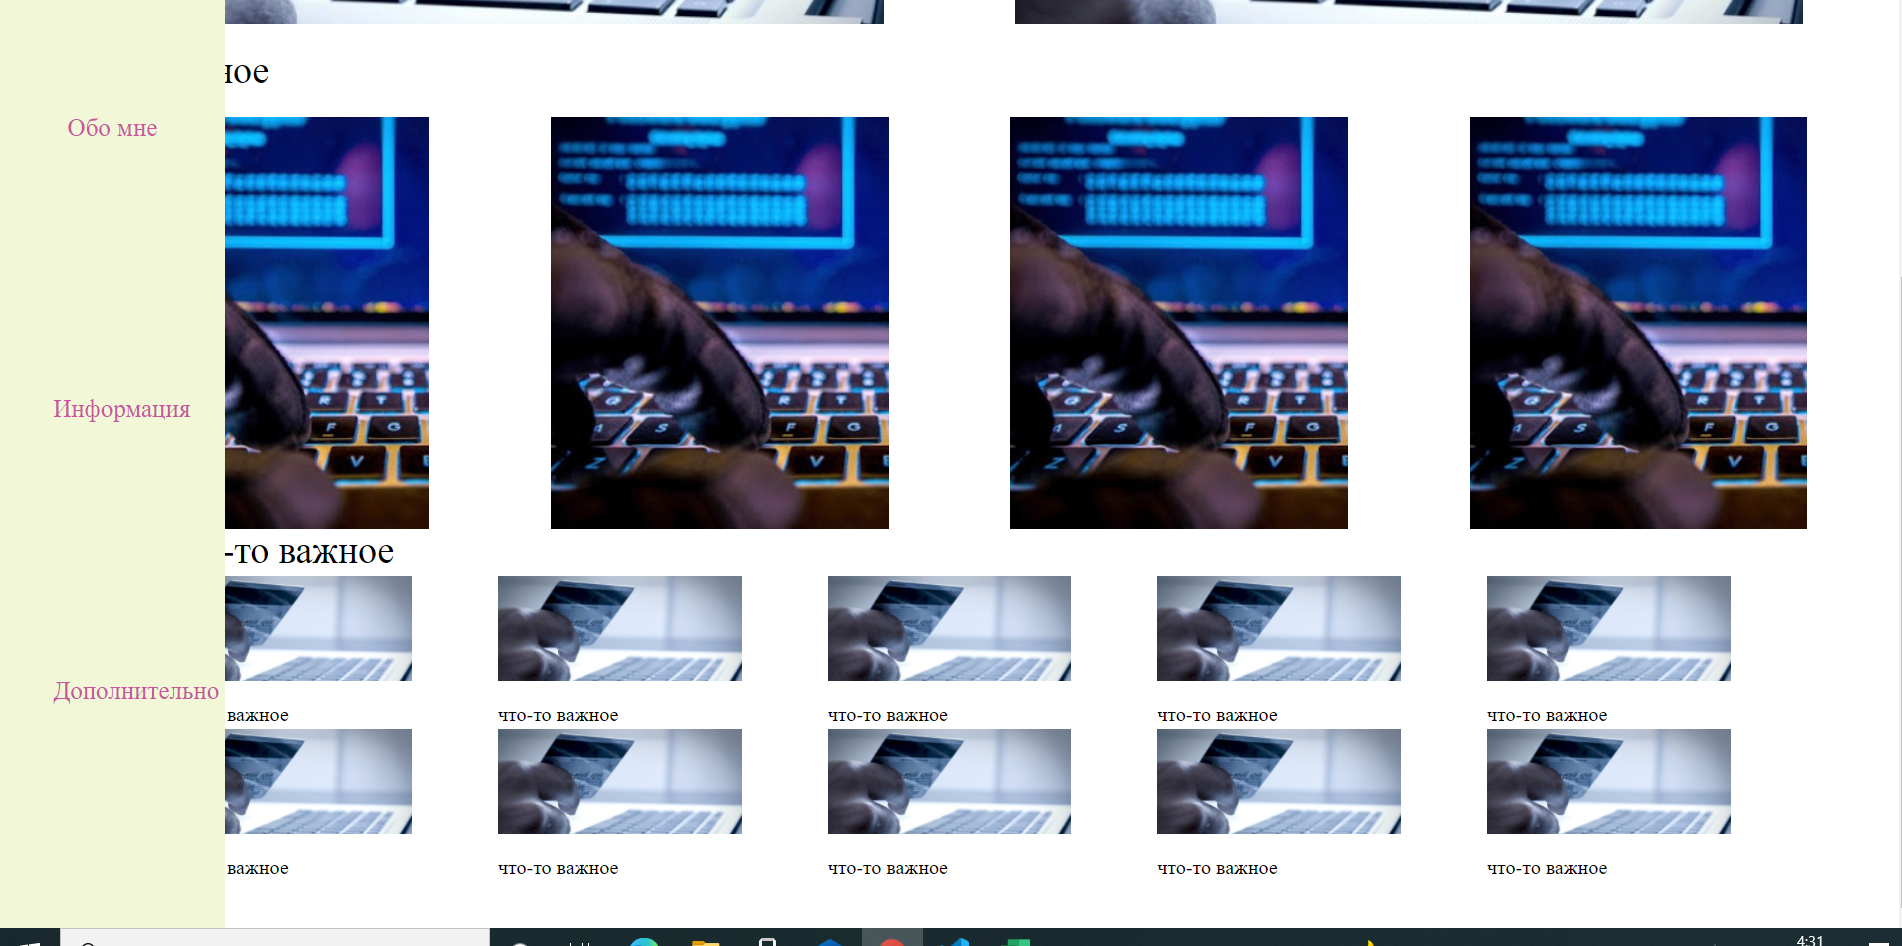 ное
Обо мне
Информация
-то важное
Дополнительно
важное что-то важное что-то важное что-то важное что-то важное
важное что-то важное что-то важное что-то важное что-то важное
4:31